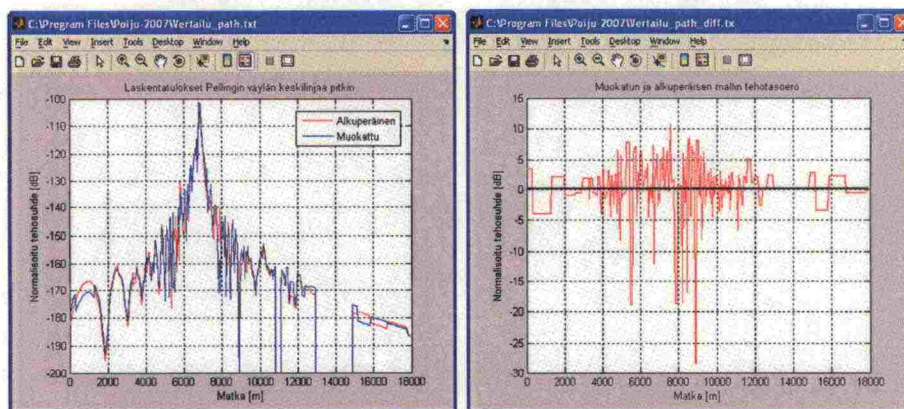 C:\Program Files\Poiju-2007\Wertailu_path.txt
File Edit View Insert Tools Desktop Window Help
Laskentatulokset Pellingin väylän keskilinjaa pitkin
Alkuperäinen
Muokattu
Normalisoitu tehosuhde [dB]
-100
-110
-120
-130
-140
-150
-160
-170
-180
-190
-200
0 2000 4000 6000 8000 10000 12000 14000 16000 18000
Matka [m]
C:\Program Files\Poiju-2007\Wertailu_path_diff.tx
File Edit View Insert Tools Desktop Window Help
Muokatun ja alkuperäisen mallin tehotasoero
Normalisoitu tehosuhde [dB]
15
10
5
0
-5
-10
-15
-20
-25
-30
0 2000 4000 6000 8000 10000 12000 14000 16000 18000
Matka [m]